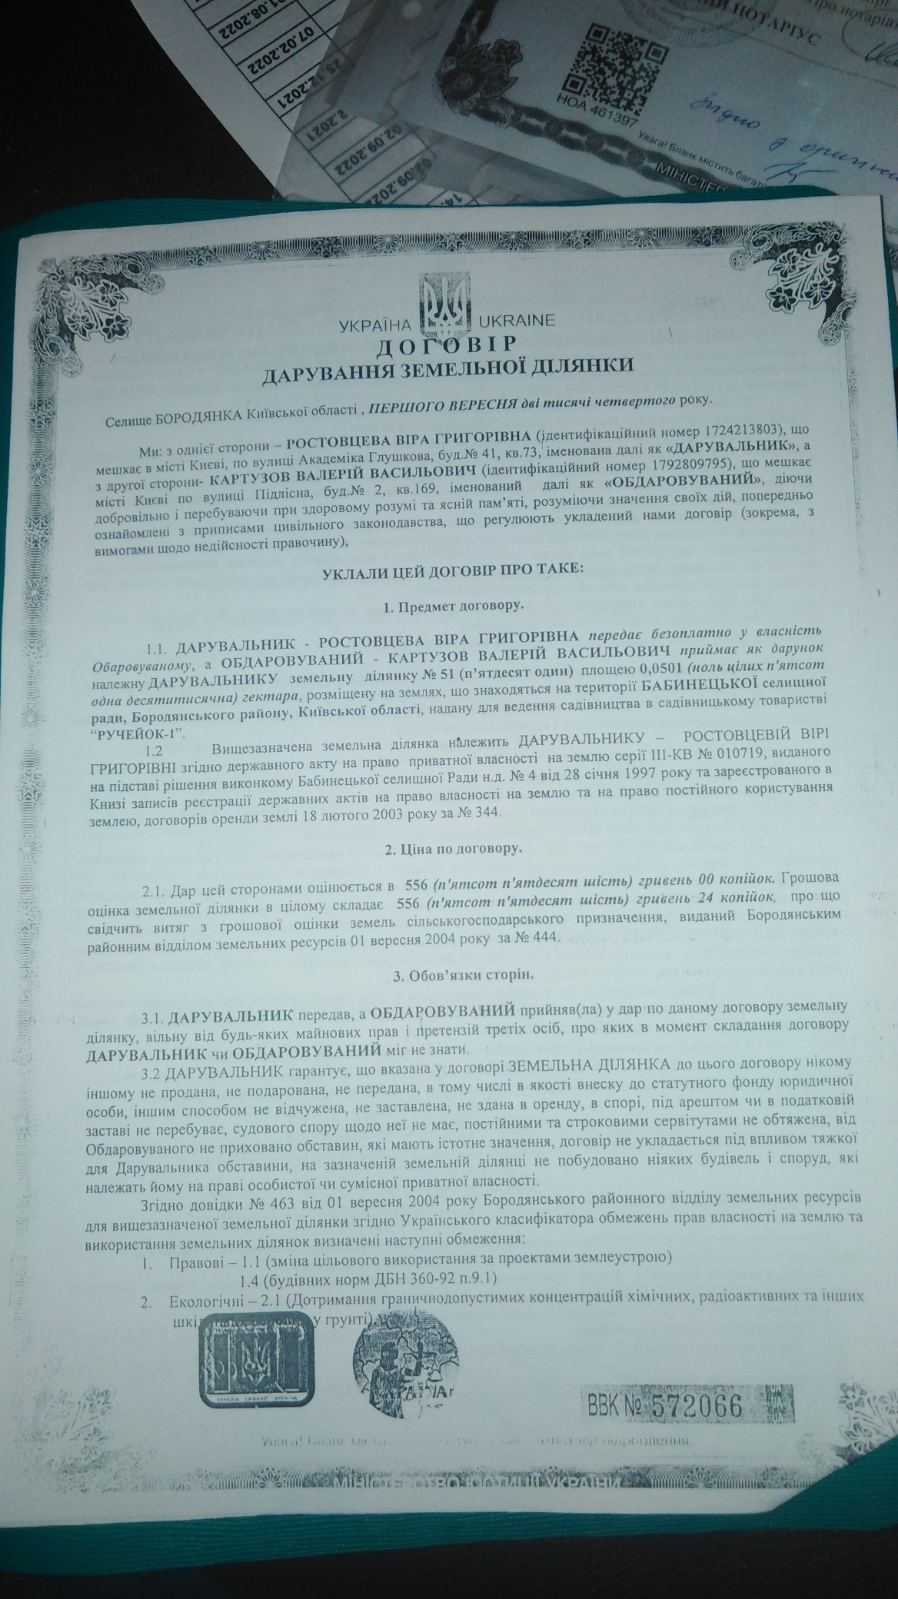 01.08.2022
07.02.2022
25.12.2021
2.2021
02.09.2022
02.09
14.
НОТАРІУС
НОА 461397
Увага! Бланк містить багат
МІНІСТЕР
Згідно з оригіналом
УКРАЇНА UKRAINE
ДОГОВІР
ДАРУВАННЯ ЗЕМЕЛЬНОЇ ДІЛЯНКИ
Селище БОРОДЯНКА Київської області , ПЕРШОГО ВЕРЕСНЯ дві тисячі четвертого року.
Ми: з однієї сторони – РОСТОВЦЕВА ВІРА ГРИГОРІВНА (ідентифікаційний номер 1724213803), що
мешкає в місті Києві, по вулиці Академіка Глушкова, буд.№ 41, кв.73, іменована далі як «ДАРУВАЛЬНИК», а
з другої сторони- КАРТУЗОВ ВАЛЕРІЙ ВАСИЛЬОВИЧ (ідентифікаційний номер 1792809795), що мешкає
місті Києві по вулиці Підлісна, буд.№ 2, кв.169, іменований далі як «ОБДАРОВУВАНИЙ», діючи
добровільно і перебуваючи при здоровому розумі та ясній пам’яті, розуміючи значення своїх дій, попередньо
ознайомлені з приписами цивільного законодавства, що регулюють укладений нами договір (зокрема, з
вимогами щодо недійсності правочину),
УКЛАЛИ ЦЕЙ ДОГОВІР ПРО ТАКЕ:
1. Предмет договору.
1.1. ДАРУВАЛЬНИК - РОСТОВЦЕВА ВІРА ГРИГОРІВНА передає безоплатно у власність
Обаровуваному, а ОБДАРОВУВАНИЙ - КАРТУЗОВ ВАЛЕРІЙ ВАСИЛЬОВИЧ приймає як дарунок
належну ДАРУВАЛЬНИКУ земельну ділянку № 51 (п’ятдесят один) площею 0,0501 (ноль цілих п’ятсот
одна десятитисячна) гектара, розміщену на землях, що знаходяться на території БАБИНЕЦЬКОЇ селищної
ради, Бородянського району, Київської області, надану для ведення садівництва в садівницькому товаристві
“РУЧЕЙОК-1”.
1.2 Вищезазначена земельна ділянка належить ДАРУВАЛЬНИКУ – РОСТОВЦЕВІЙ ВІРІ
ГРИГОРІВНІ згідно державного акту на право приватної власності на землю серії ІІІ-КВ № 010719, виданого
на підставі рішення виконкому Бабинецької селищної Ради н.д. № 4 від 28 січня 1997 року та зареєстрованого в
Книзі записів реєстрації державних актів на право власності на землю та на право постійного користування
землею, договорів оренди землі 18 лютого 2003 року за № 344.
2. Ціна по договору.
2.1. Дар цей сторонами оцінюється в 556 (п'ятсот п'ятдесят шість) гривень 00 копійок. Грошова
оцінка земельної ділянки в цілому складає 556 (п'ятсот п'ятдесят шість) гривень 24 копійок, про що
свідчить витяг з грошової оцінки земель сільськогосподарського призначення, виданий Бородянським
районним відділом земельних ресурсів 01 вересня 2004 року за № 444.
3. Обов’язки сторін.
3.1. ДАРУВАЛЬНИК передав, а ОБДАРОВУВАНИЙ прийняв(ла) у дар по даному договору земельну
ділянку, вільну від будь-яких майнових прав і претензій третіх осіб, про яких в момент складання договору
ДАРУВАЛЬНИК чи ОБДАРОВУВАНИЙ міг не знати.
3.2 ДАРУВАЛЬНИК гарантує, що вказана у договорі ЗЕМЕЛЬНА ДІЛЯНКА до цього договору нікому
іншому не продана, не подарована, не передана, в тому числі в якості внеску до статутного фонду юридичної
особи, іншим способом не відчужена, не заставлена, не здана в оренду, в спорі, під арештом чи в податковій
заставі не перебуває, судового спору щодо неї не має, постійними та строковими сервітутами не обтяжена, від
Обдаровуваного не приховано обставин, які мають істотне значення, договір не укладається під впливом тяжкої
для Дарувальника обставини, на зазначеній земельній ділянці не побудовано ніяких будівель і споруд, які
належать йому на праві особистої чи сумісної приватної власності.
Згідно довідки № 463 від 01 вересня 2004 року Бородянського районного відділу земельних ресурсів
для вищезазначеної земельної ділянки згідно Українського класифікатора обмежень прав власності на землю та
використання земельних ділянок визначені наступні обмеження:
1. Правові – 1.1 (зміна цільового використання за проектами землеустрою)
1.4 (будівних норм ДБН 360-92 п.9.1)
2. Екологічні – 2.1 (Дотримання граничнодопустимих концентрацій хімічних, радіоактивних та інших
у грунті)
ВВК № 572066
МІНІСТЕРСТВО ЮСТИЦІЇ УКРАЇНИ